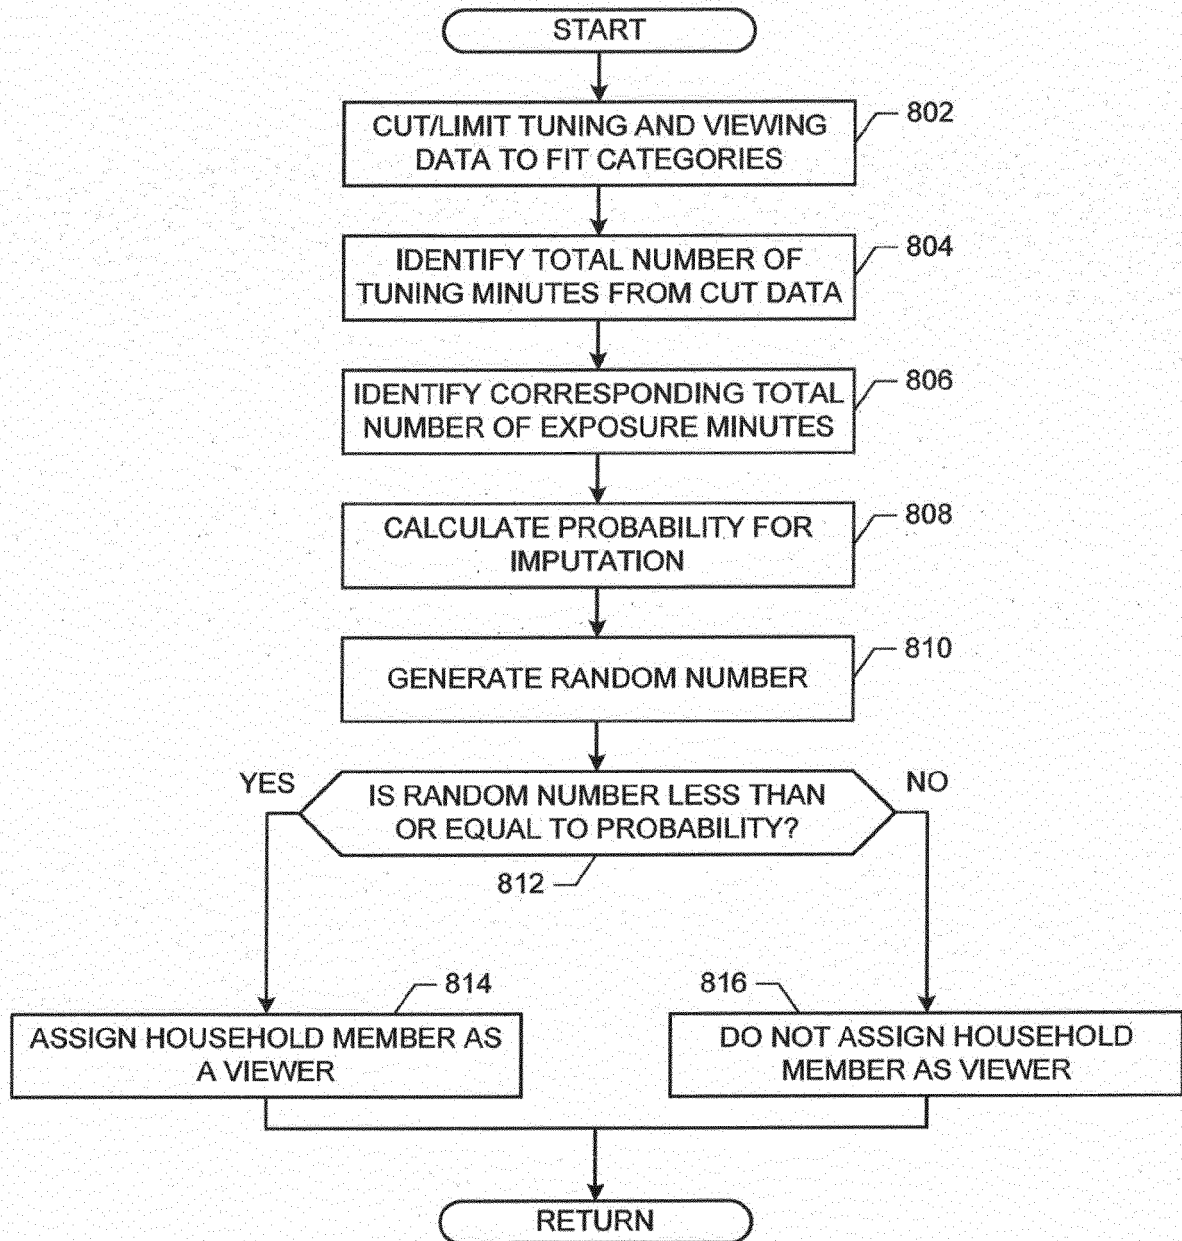 START
CUT/LIMIT TUNING AND VIEWING
DATA TO FIT CATEGORIES
802
IDENTIFY TOTAL NUMBER OF
TUNING MINUTES FROM CUT DATA
804
IDENTIFY CORRESPONDING TOTAL
NUMBER OF EXPOSURE MINUTES
806
CALCULATE PROBABILITY FOR
IMPUTATION
808
GENERATE RANDOM NUMBER
810
YES
IS RANDOM NUMBER LESS THAN
OR EQUAL TO PROBABILITY?
NO
812
814
ASSIGN HOUSEHOLD MEMBER AS
A VIEWER
816
DO NOT ASSIGN HOUSEHOLD
MEMBER AS VIEWER
RETURN